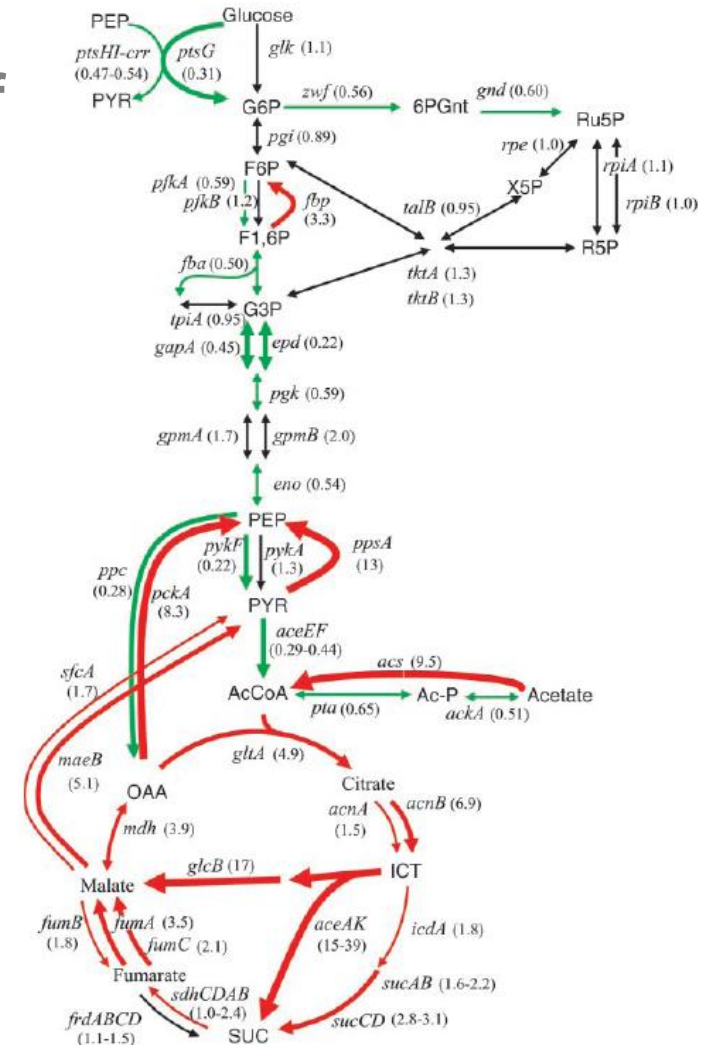 PEP
Glucose
ptsHI-crr
(0.47-0.54)
ptsG
(0.31)
glk (1.1)
PYR
G6P
zwf (0.56)
6PGnt
gnd (0.60)
Ru5P
pgi (0.89)
rpe (1.0)
rpiA (1.1)
F6P
X5P
pfkA (0.59)
pfkB (1.2)
fbp
(3.3)
talB (0.95)
rpiB (1.0)
F1,6P
R5P
fba (0.50)
tktA (1.3)
tktB (1.3)
G3P
tpiA (0.95)
gapA (0.45)
epd (0.22)
pgk (0.59)
gpmA (1.7)
gpmB (2.0)
eno (0.54)
PEP
pykF
(0.22)
pykA
(1.3)
ppsA
(13)
ppc
(0.28)
pckA
(8.3)
PYR
aceEF
(0.29-0.44)
sfcA
(1.7)
acs (9.5)
AcCoA
pta (0.65)
Ac-P
ackA (0.51)
Acetate
maeB
(5.1)
gltA (4.9)
OAA
Citrate
acnA
(1.5)
acnB (6.9)
mdh (3.9)
glcB (17)
ICT
Malate
fumB
(1.8)
fumA (3.5)
fumC (2.1)
aceAK
(15-39)
icdA (1.8)
Fumarate
sucAB (1.6-2.2)
sdhCDAB
(1.0-2.4)
frdABCD
(1.1-1.5)
SUC
sucCD (2.8-3.1)